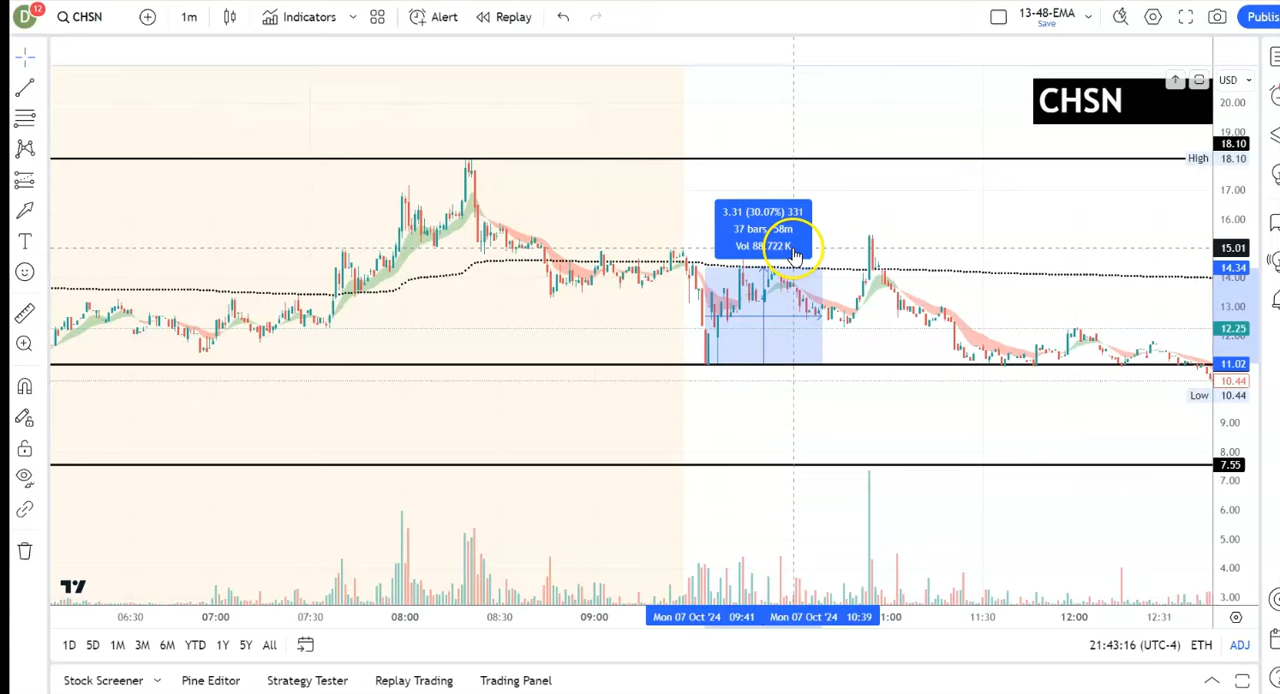 D 12 CHSN 1m Indicators Alert Replay 13-48-EMA Publis
Save
USD
CHSN
20.00
19.00
18.10
High 18.10
17.00
16.00
3.31 (30.07%) 331
37 bars, 58m
Vol 88.722 K
15.01
14.34
14.00
13.00
12.25
11.02
10.44
Low 10.44
9.00
8.00
7.55
7.00
6.00
5.00
4.00
3.00
06:30 07:00 07:30 08:00 08:30 09:00 Mon 07 Oct '24 09:41 Mon 07 Oct '24 10:39 1:00 11:30 12:00 12:31
1D 5D 1M 3M 6M YTD 1Y 5Y All 21:43:16 (UTC-4) ETH ADJ
Stock Screener Pine Editor Strategy Tester Replay Trading Trading Panel